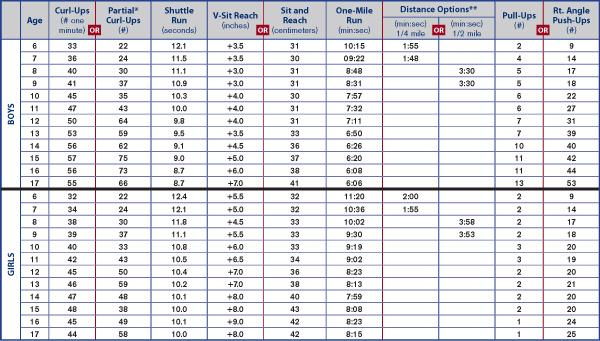 Age Curl-Ups (# one minute) OR Partial* Curl-Ups (#) Shuttle Run (seconds) V-Sit Reach (inches) OR Sit and Reach (centimeters) One-Mile Run (min:sec) Distance Options** (min:sec) 1/4 mile OR (min:sec) 1/2 mile Pull-Ups (#) OR Rt. Angle Push-Ups (#)
BOYS
6 33 22 12.1 +3.5 31 10:15 1:55 2 9
7 36 24 11.5 +3.5 30 09:22 1:48 4 14
8 40 30 11.1 +3.0 31 8:48 3:30 5 17
9 41 37 10.9 +3.0 31 8:31 3:30 5 18
10 45 35 10.3 +4.0 30 7:57 6 22
11 47 43 10.0 +4.0 31 7:32 6 27
12 50 64 9.8 +4.0 31 7:11 7 31
13 53 59 9.5 +3.5 33 6:50 7 39
14 56 62 9.1 +4.5 36 6:26 10 40
15 57 75 9.0 +5.0 37 6:20 11 42
16 56 73 8.7 +6.0 38 6:08 11 44
17 55 66 8.7 +7.0 41 6:06 13 53
GIRLS
6 32 22 12.4 +5.5 32 11:20 2:00 2 9
7 34 24 12.1 +5.0 32 10:36 1:55 2 14
8 38 30 11.8 +4.5 33 10:02 3:58 2 17
9 39 37 11.1 +5.5 33 9:30 3:53 2 18
10 40 33 10.8 +6.0 33 9:19 3 20
11 42 43 10.5 +6.5 34 9:02 3 19
12 45 50 10.4 +7.0 36 8:23 2 20
13 46 59 10.2 +7.0 38 8:13 2 21
14 47 48 10.1 +8.0 40 7:59 2 20
15 48 38 10.0 +8.0 43 8:08 2 20
16 45 49 10.1 +9.0 42 8:23 1 24
17 44 58 10.0 +8.0 42 8:15 1 25